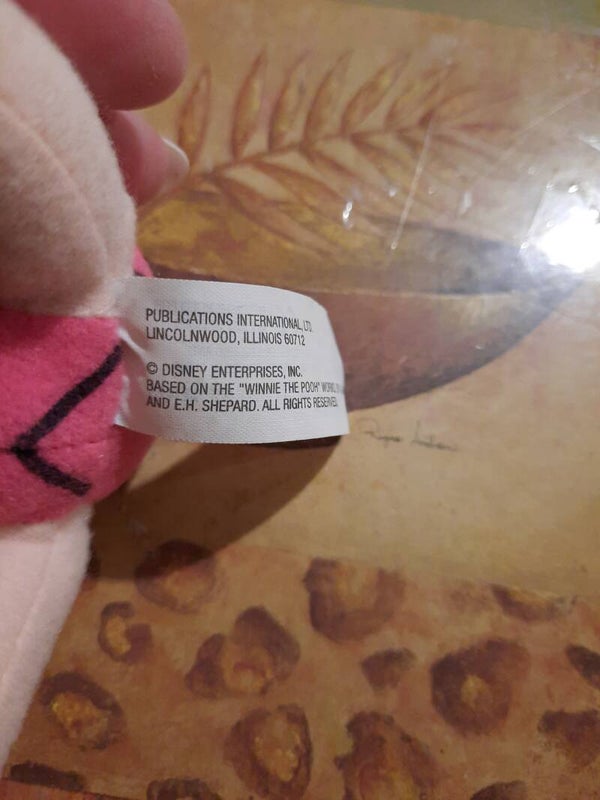 PUBLICATIONS INTERNATIONAL, LTD.
LINCOLNWOOD, ILLINOIS 60712
© DISNEY ENTERPRISES, INC.
BASED ON THE "WINNIE THE POOH"
AND E.H. SHEPARD. ALL RIGHTS RESERVED.